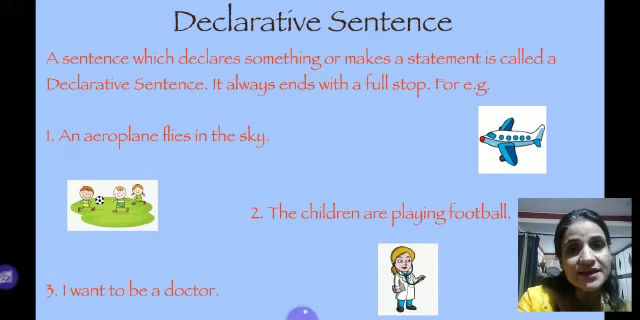 Declarative Sentence
A sentence which declares something or makes a statement is called a
Declarative Sentence. It always ends with a full stop. For e.g.
1. An aeroplane flies in the sky.
2. The children are playing football.
3. I want to be a doctor.